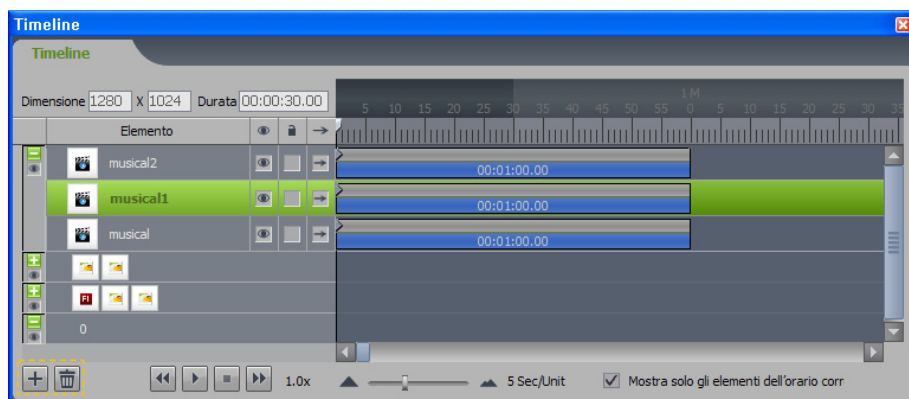 Timeline
Timeline
Dimensione 1280 X 1024 Durata 00:00:30.00
1 M
5 10 15 20 25 30 35 40 45 50 55 0 5 10 15 20 25 30 35
Elemento
musical2 00:01:00.00
musical1 00:01:00.00
musical 00:01:00.00
Fl
0
1.0x 5 Sec/Unit Mostra solo gli elementi dell'orario corr